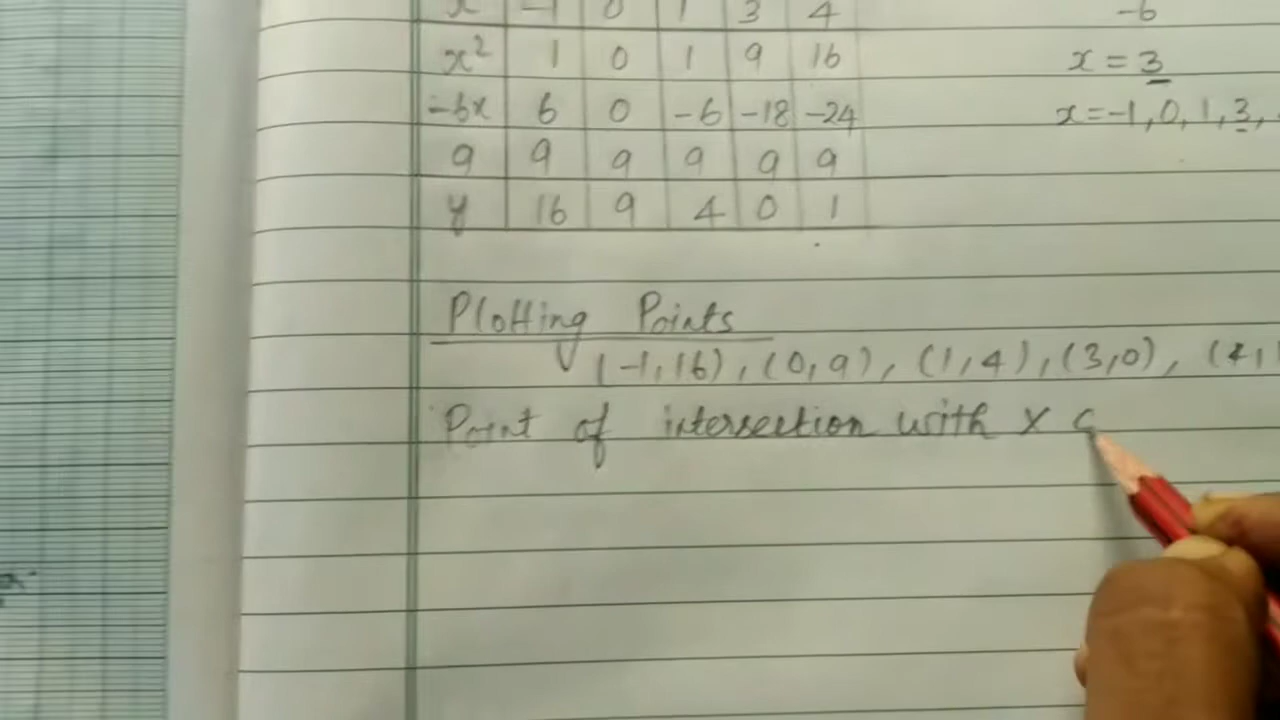 x -1 0 1 3 4
-6
x² 1 0 1 9 16
x = 3
-6x 6 0 -6 -18 -24
x=-1, 0, 1, 3,
9 9 9 9 9 9
y 16 9 4 0 1
Plotting Points
(-1,16), (0,9), (1,4), (3,0), (4,1
Point of intersection with X a